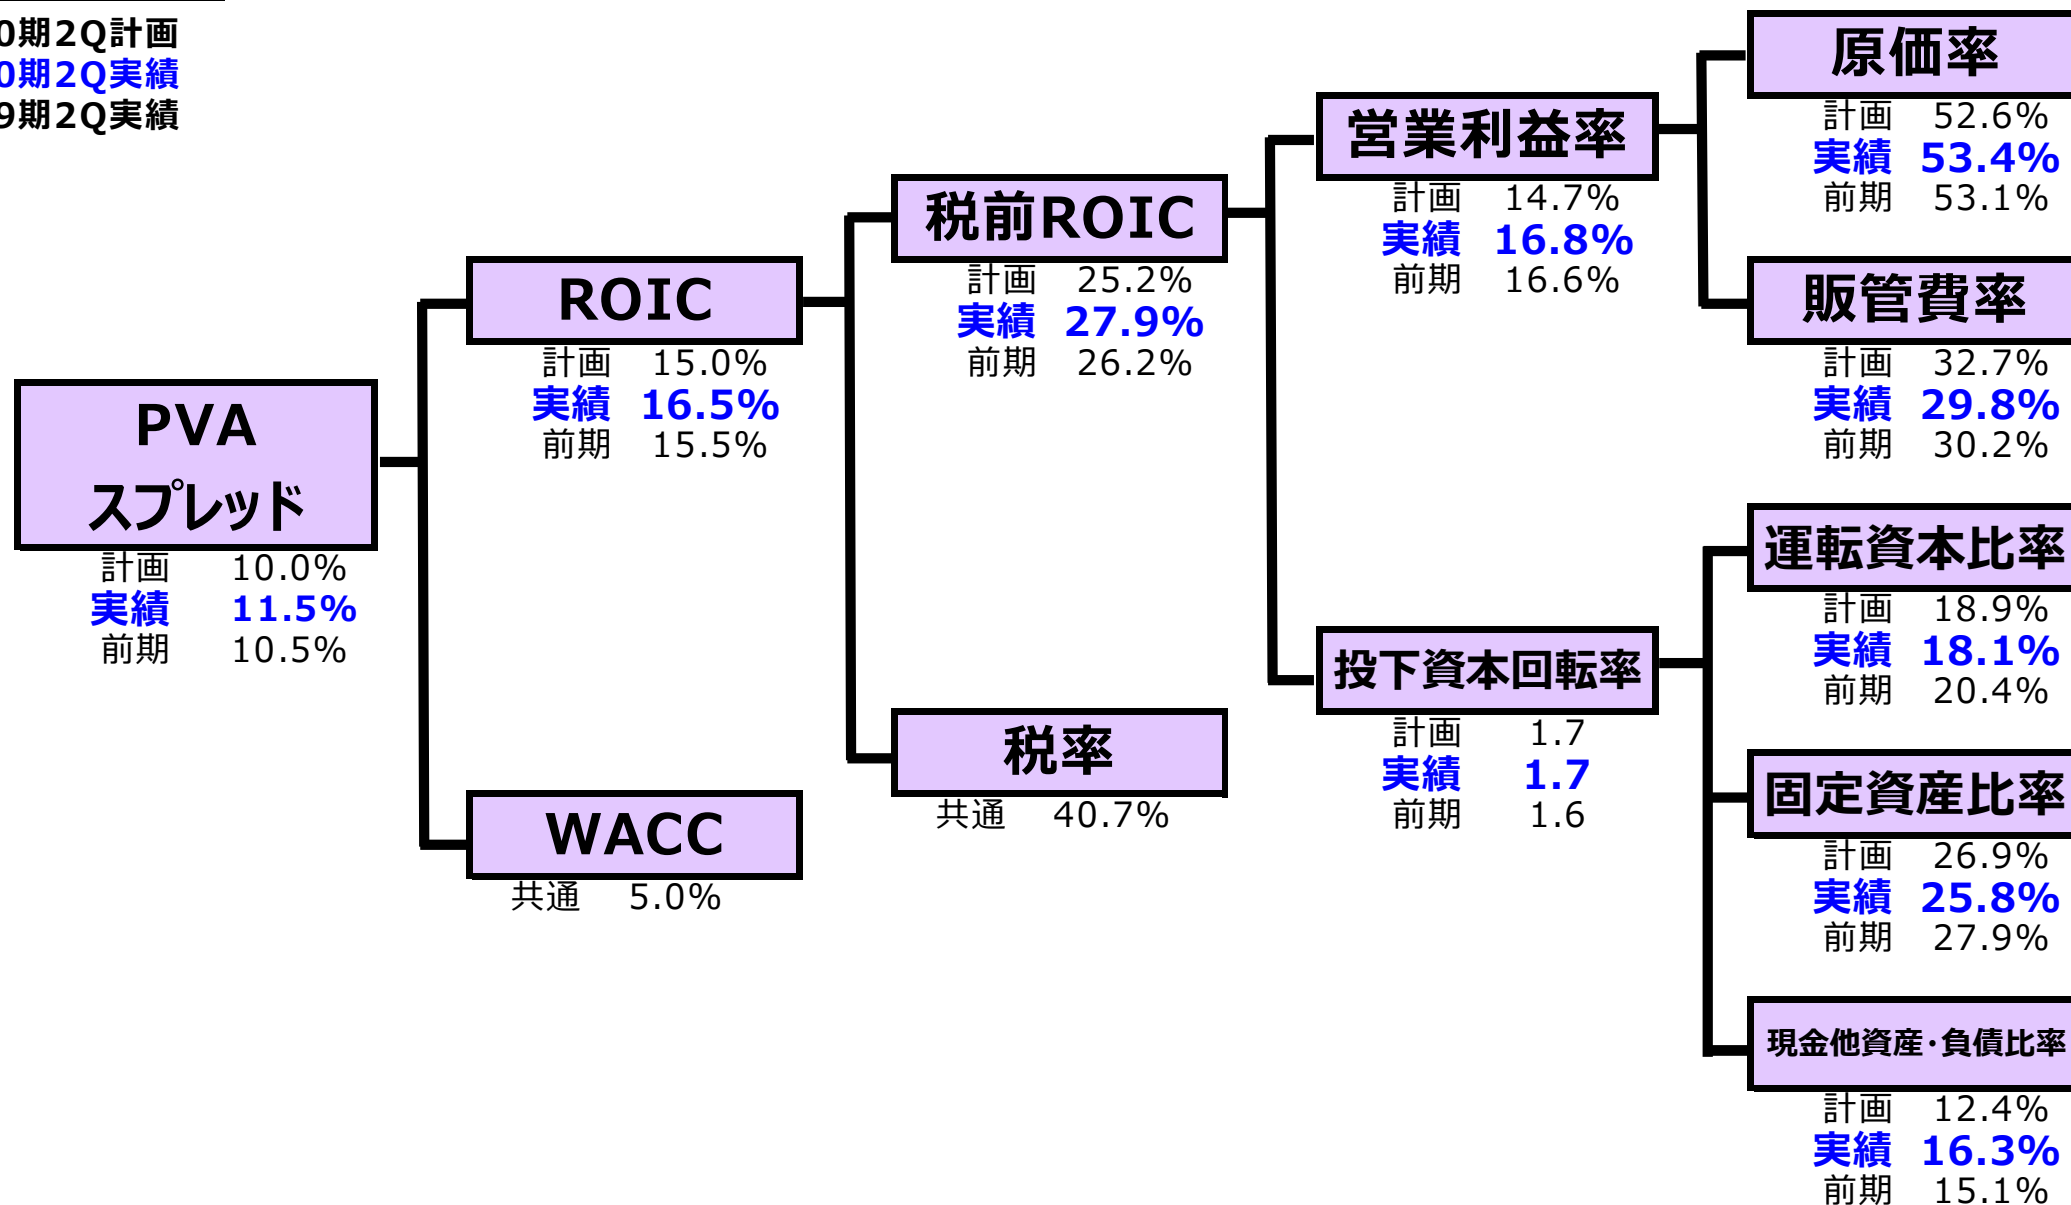 0期2Q計画
0期2Q実績
9期2Q実績
PVA
スプレッド
計画 10.0%
実績 11.5%
前期 10.5%
ROIC
計画 15.0%
実績 16.5%
前期 15.5%
WACC
共通 5.0%
税前ROIC
計画 25.2%
実績 27.9%
前期 26.2%
税率
共通 40.7%
営業利益率
計画 14.7%
実績 16.8%
前期 16.6%
投下資本回転率
計画 1.7
実績 1.7
前期 1.6
原価率
計画 52.6%
実績 53.4%
前期 53.1%
販管費率
計画 32.7%
実績 29.8%
前期 30.2%
運転資本比率
計画 18.9%
実績 18.1%
前期 20.4%
固定資産比率
計画 26.9%
実績 25.8%
前期 27.9%
現金他資産・負債比率
計画 12.4%
実績 16.3%
前期 15.1%